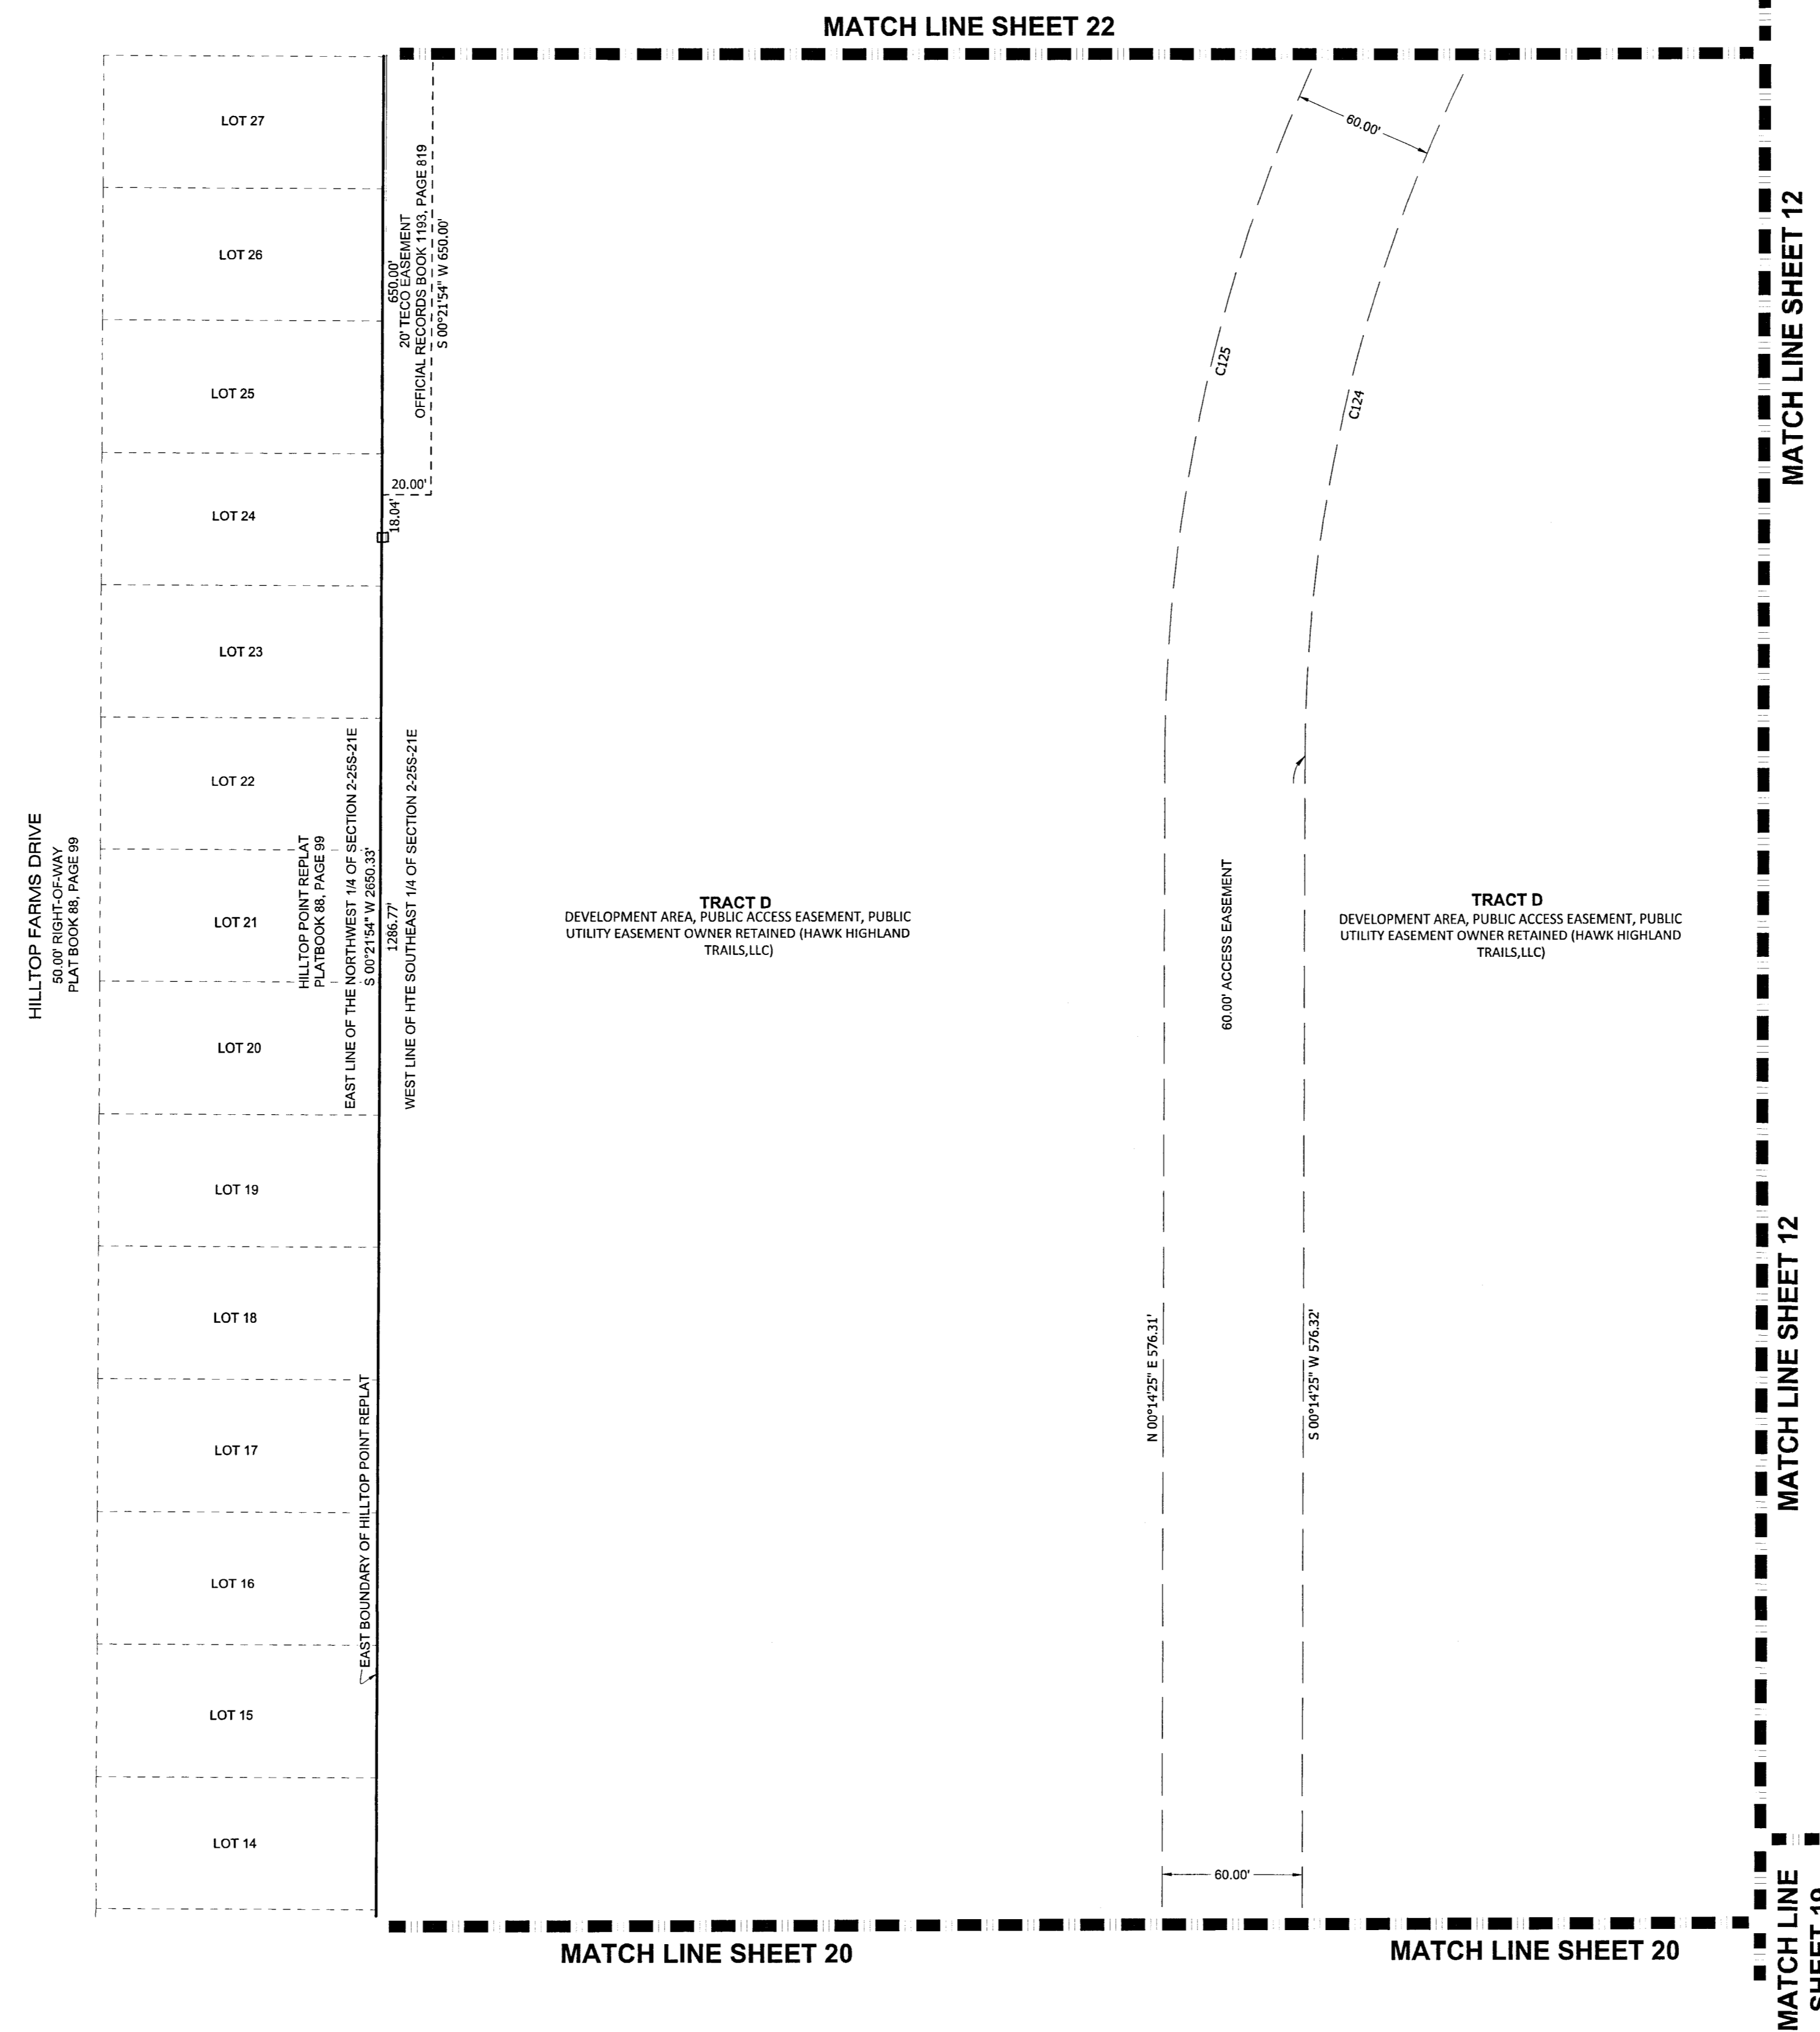 MATCH LINE SHEET 22
LOT 27
LOT 26
LOT 25
LOT 24
LOT 23
LOT 22
LOT 21
LOT 20
LOT 19
LOT 18
LOT 17
LOT 16
LOT 15
LOT 14
HILLTOP FARMS DRIVE
50.00' RIGHT-OF-WAY
PLAT BOOK 88, PAGE 99
HILLTOP POINT REPLAT
PLATBOOK 88, PAGE 99
EAST LINE OF THE NORTHWEST 1/4 OF SECTION 2-25S-21E
S 00°21'54" W 2650.33'
1286.77'
WEST LINE OF HTE SOUTHEAST 1/4 OF SECTION 2-25S-21E
EAST BOUNDARY OF HILLTOP POINT REPLAT
650.00'
20' TECO EASEMENT
OFFICIAL RECORDS BOOK 1193, PAGE 819
S 00°21'54" W 650.00'
20.00'
18.04'
TRACT D
DEVELOPMENT AREA, PUBLIC ACCESS EASEMENT, PUBLIC
UTILITY EASEMENT OWNER RETAINED (HAWK HIGHLAND
TRAILS,LLC)
60.00'
C125
C124
60.00' ACCESS EASEMENT
N 00°14'25" E 576.31'
S 00°14'25" W 576.32'
60.00'
TRACT D
DEVELOPMENT AREA, PUBLIC ACCESS EASEMENT, PUBLIC
UTILITY EASEMENT OWNER RETAINED (HAWK HIGHLAND
TRAILS,LLC)
MATCH LINE SHEET 12
MATCH LINE SHEET 12
MATCH LINE SHEET 20
MATCH LINE SHEET 20
MATCH LINE
SHEET 19